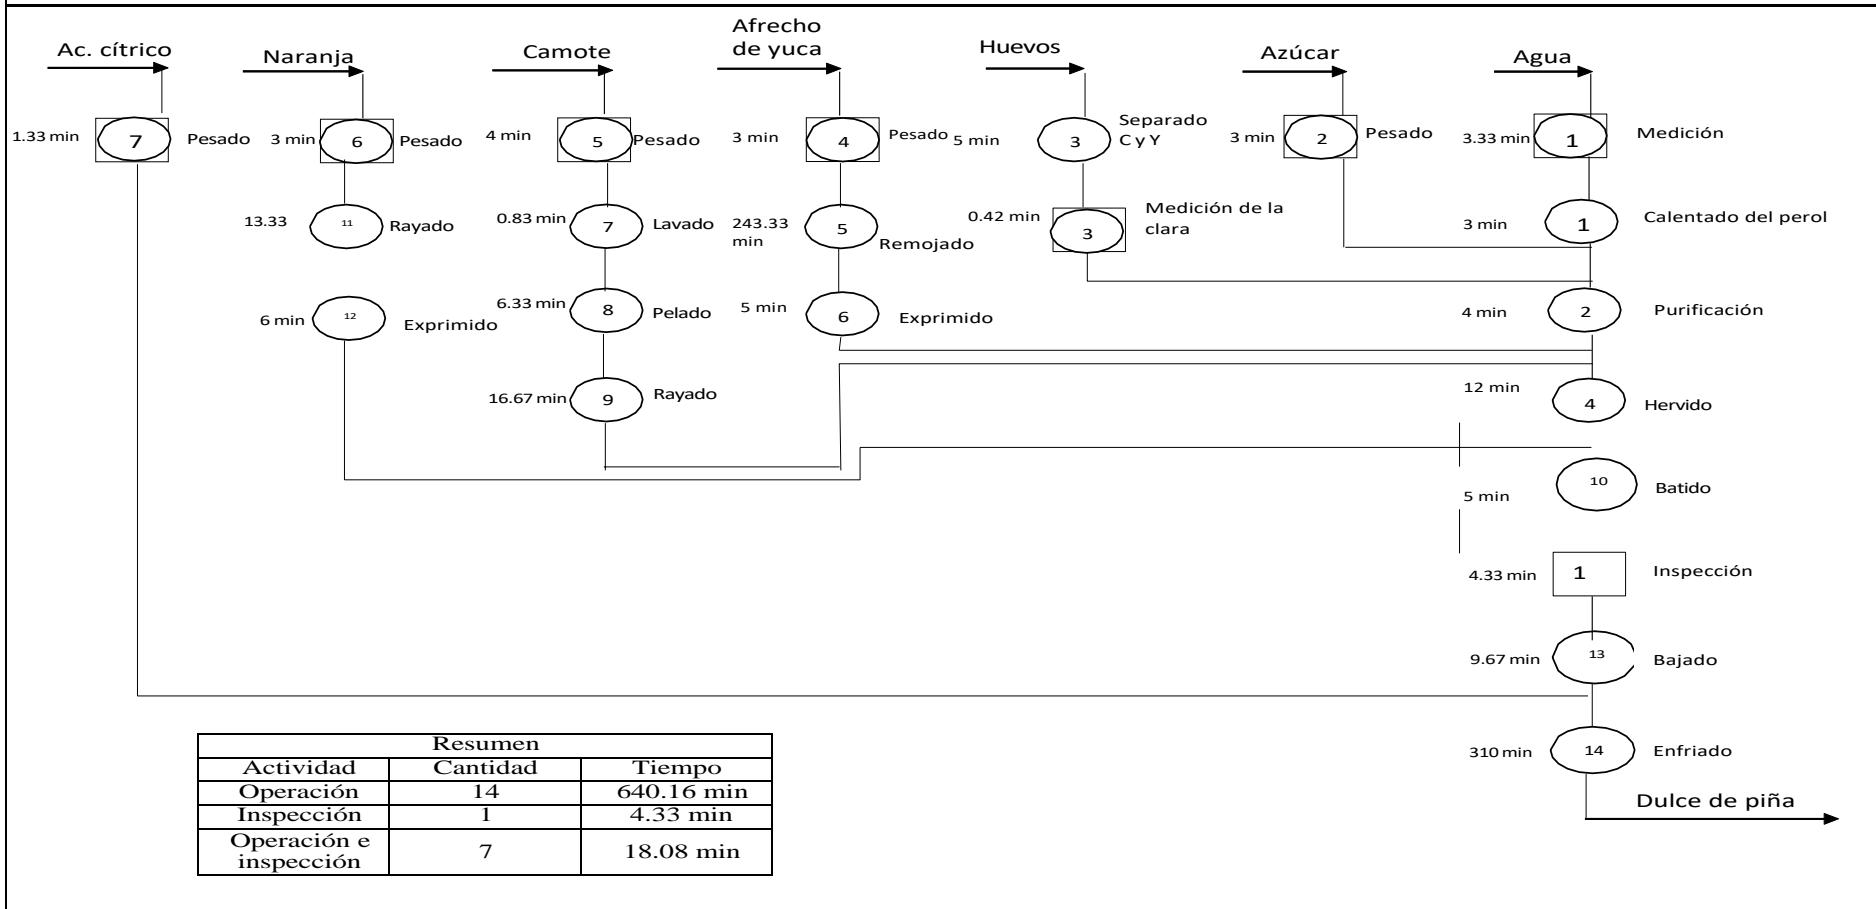 Ac. cítrico
Naranja
Camote
Afrecho
de yuca
Huevos
Azúcar
Agua
1.33 min
7
Pesado
3 min
6
Pesado
4 min
5
Pesado
3 min
4
Pesado
5 min
3
Separado
C y Y
3 min
2
Pesado
3.33 min
1
Medición
13.33
11
Rayado
0.83 min
7
Lavado
243.33
min
5
Remojado
0.42 min
3
Medición de la
clara
3 min
1
Calentado del perol
6 min
12
Exprimido
6.33 min
8
Pelado
5 min
6
Exprimido
4 min
2
Purificación
16.67 min
9
Rayado
12 min
4
Hervido
5 min
10
Batido
4.33 min
1
Inspección
9.67 min
13
Bajado
310 min
14
Enfriado
Dulce de piña
Resumen
Actividad Cantidad Tiempo
Operación 14 640.16 min
Inspección 1 4.33 min
Operación e
inspección 7 18.08 min